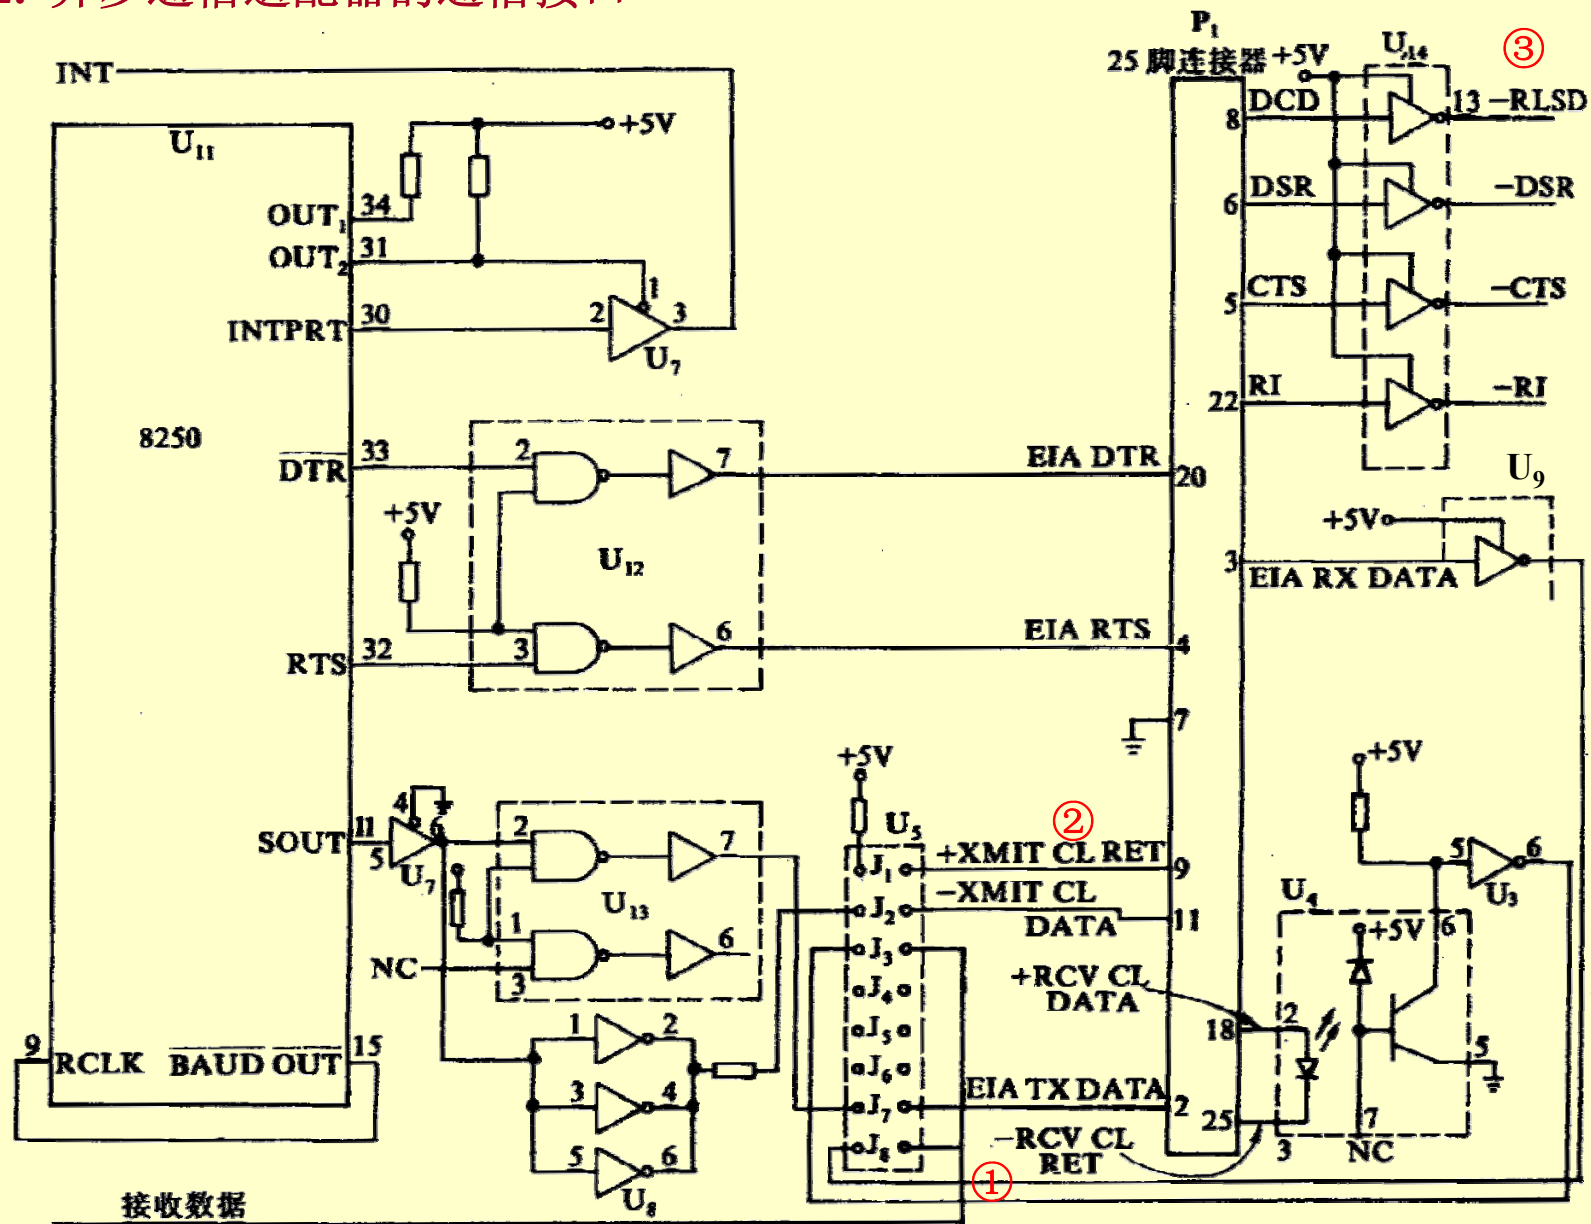 P₁
25 脚连接器
+5V
U₁₄
③
INT
U₁₁
+5V
DCD
8
13
-RLSD
OUT₁
34
DSR
6
-DSR
OUT₂
31
1
CTS
5
-CTS
INTPRT
30
2
3
U₇
RI
22
-RI
8250
DTR
33
2
7
EIA DTR
20
U₉
+5V
+5V
U₁₂
3
EIA RX DATA
RTS
32
3
6
EIA RTS
4
7
+5V
+5V
SOUT
11
5
4
6
U₇
2
7
U₅
②
J₁
+XMIT CL RET
9
5
6
U₃
U₁₃
J₂
-XMIT CL
DATA
11
U₄
+5V
6
1
6
NC
3
J₃
J₄
+RCV CL
DATA
18
2
J₅
5
9
RCLK
BAUD OUT
15
1
2
J₆
3
4
J₇
EIA TX DATA
2
25
7
5
6
U₈
J₈
-RCV CL
RET
3
NC
①
接收数据